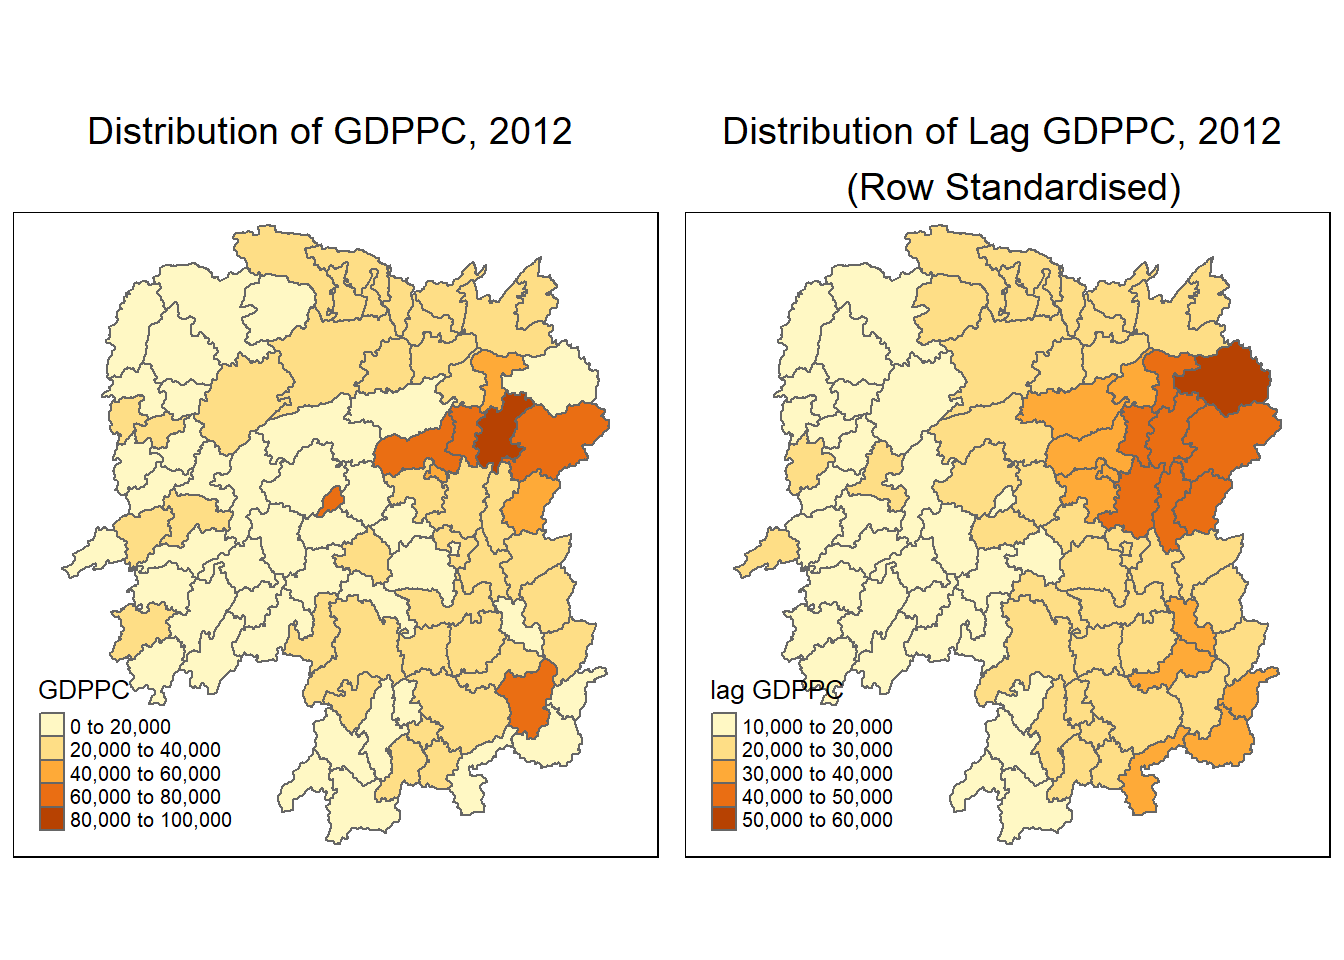 Distribution of GDPPC, 2012
Distribution of Lag GDPPC, 2012
(Row Standardised)
GDPPC
0 to 20,000
20,000 to 40,000
40,000 to 60,000
60,000 to 80,000
80,000 to 100,000
lag GDPPC
10,000 to 20,000
20,000 to 30,000
30,000 to 40,000
40,000 to 50,000
50,000 to 60,000